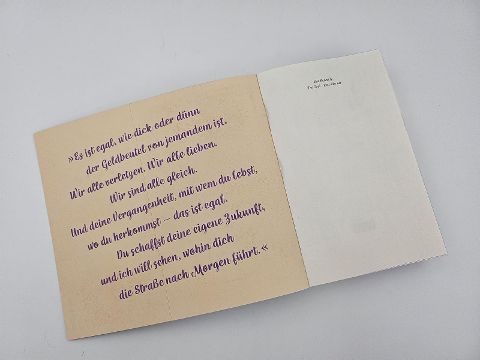 »Es ist egal, wie dick oder dünn
der Geldbeutel von jemandem ist.
Wir alle verletzen. Wir alle lieben.
Wir sind alle gleich.
Und deine Vergangenheit, mit wem du lebst,
wo du herkommst – das ist egal.
Du schaffst deine eigene Zukunft,
und ich will sehen, wohin dich
die Straße nach Morgen führt.«